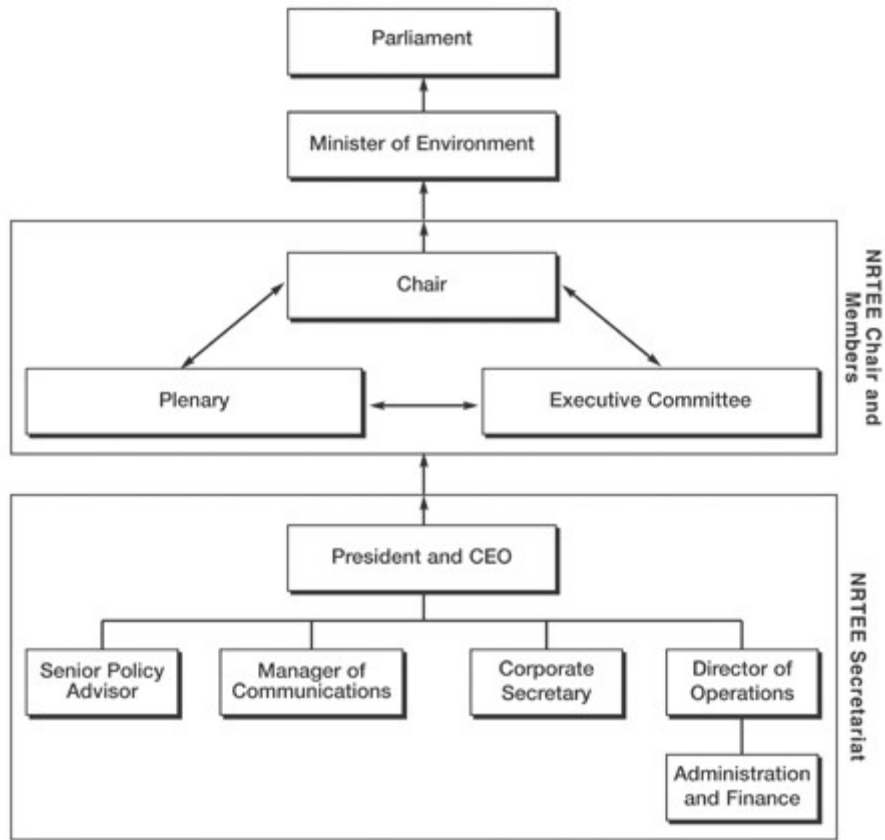 Parliament
Minister of Environment
Chair
Plenary
Executive Committee
NRTEE Chair and
Members
President and CEO
Senior Policy
Advisor
Manager of
Communications
Corporate
Secretary
Director of
Operations
Administration
and Finance
NRTEE Secretariat